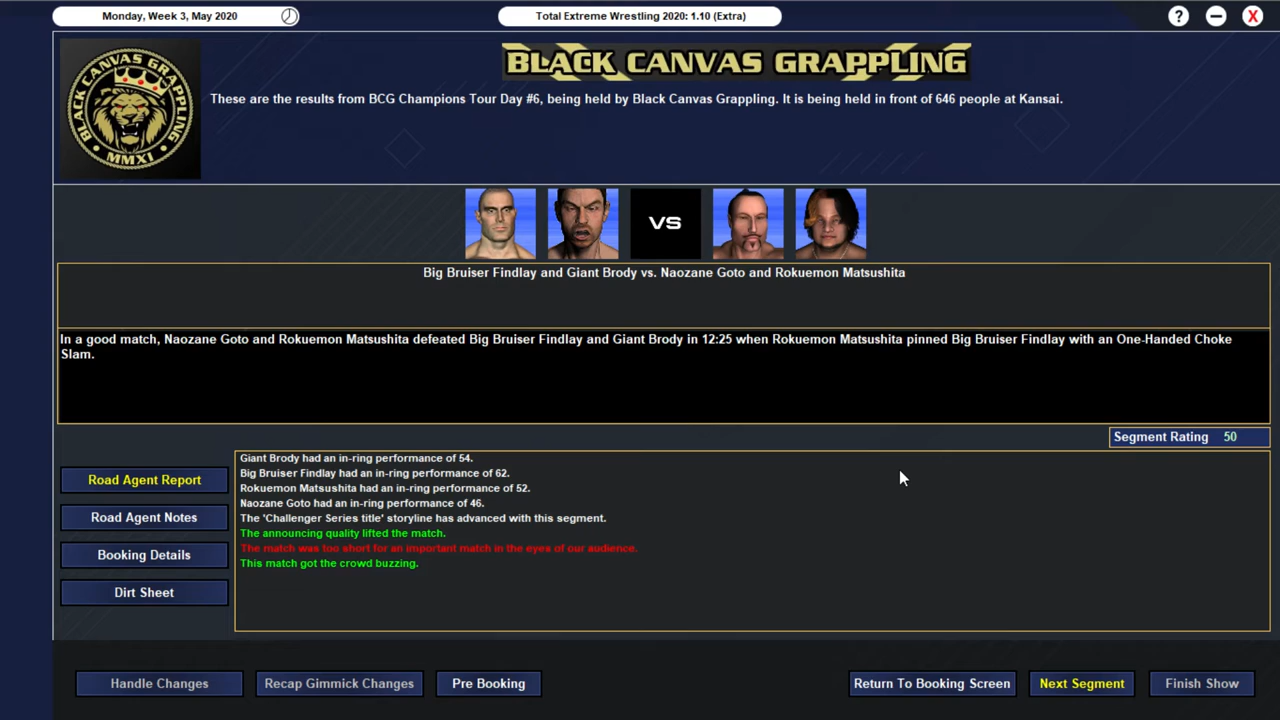 Monday, Week 3, May 2020
Total Extreme Wrestling 2020: 1.10 (Extra)
?
X
BLACK CANVAS GRAPPLING
MMXI
BLACK CANVAS GRAPPLING
These are the results from BCG Champions Tour Day #6, being held by Black Canvas Grappling. It is being held in front of 646 people at Kansai.
VS
Big Bruiser Findlay and Giant Brody vs. Naozane Goto and Rokuemon Matsushita
In a good match, Naozane Goto and Rokuemon Matsushita defeated Big Bruiser Findlay and Giant Brody in 12:25 when Rokuemon Matsushita pinned Big Bruiser Findlay with an One-Handed Choke
Slam.
Segment Rating 50
Road Agent Report
Road Agent Notes
Booking Details
Dirt Sheet
Giant Brody had an in-ring performance of 54.
Big Bruiser Findlay had an in-ring performance of 62.
Rokuemon Matsushita had an in-ring performance of 52.
Naozane Goto had an in-ring performance of 46.
The 'Challenger Series title' storyline has advanced with this segment.
The announcing quality lifted the match.
The match was too short for an important match in the eyes of our audience.
This match got the crowd buzzing.
Handle Changes
Recap Gimmick Changes
Pre Booking
Return To Booking Screen
Next Segment
Finish Show